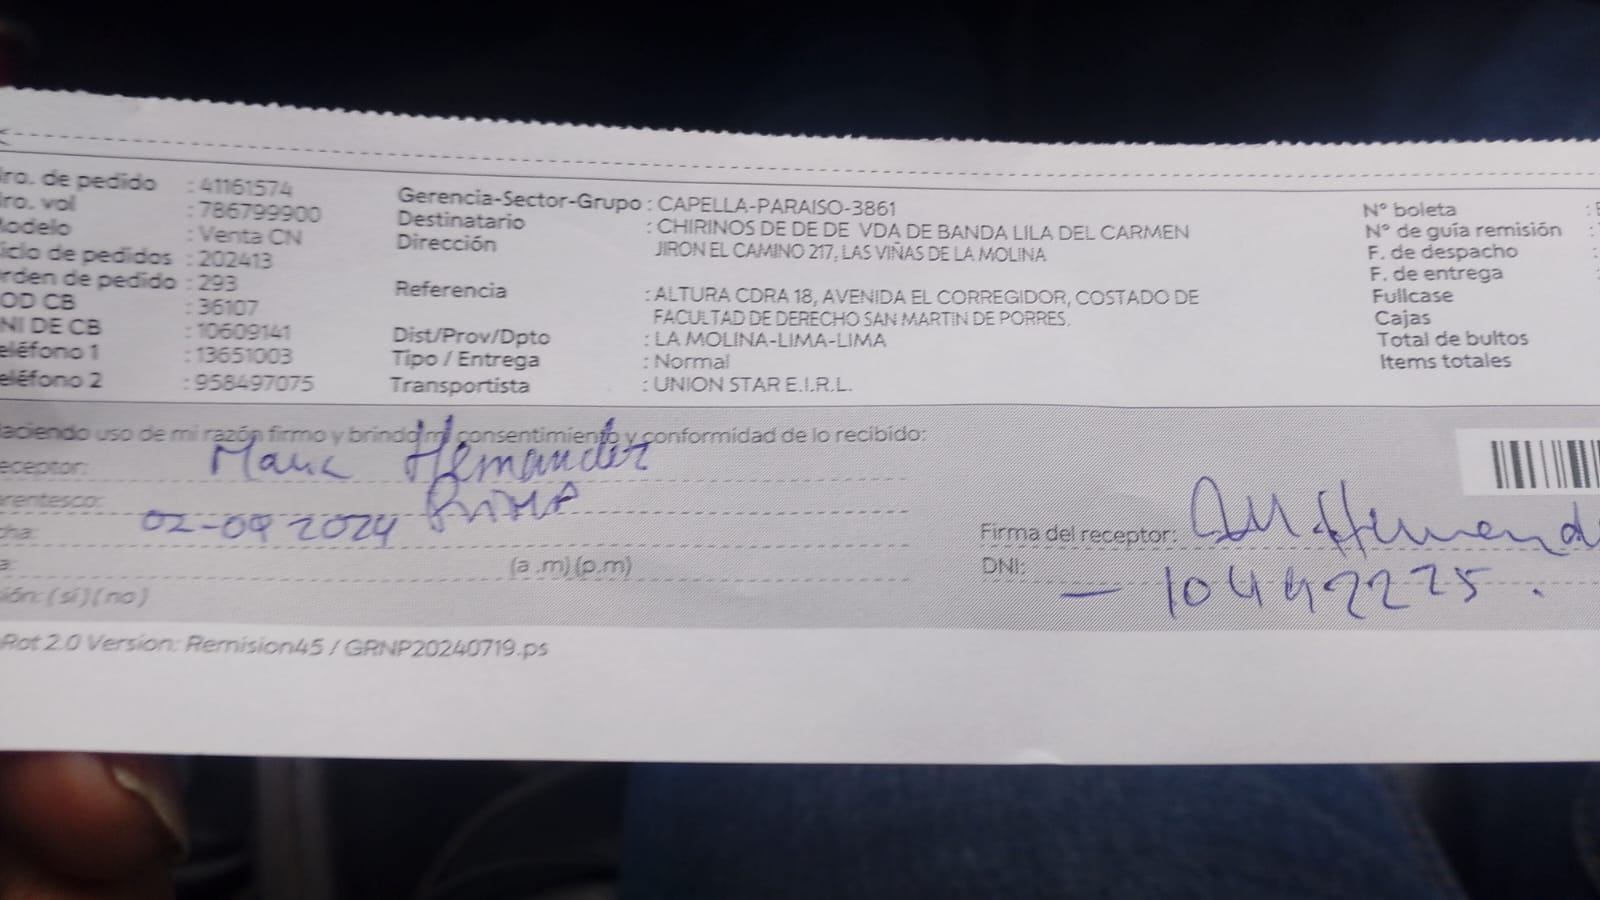 ro. de pedido : 41161574
ro. vol : 786799900
odelo : Venta CN
iclo de pedidos : 202413
rden de pedido : 293
OD CB : 36107
NI DE CB : 10609141
eléfono 1 : 13651003
eléfono 2 : 958497075
Gerencia-Sector-Grupo : CAPELLA-PARAISO-3861
Destinatario : CHIRINOS DE DE DE VDA DE BANDA LILA DEL CARMEN
Dirección JIRON EL CAMINO 217, LAS VIÑAS DE LA MOLINA
Referencia : ALTURA CDRA 18, AVENIDA EL CORREGIDOR, COSTADO DE
FACULTAD DE DERECHO SAN MARTIN DE PORRES.
Dist/Prov/Dpto : LA MOLINA-LIMA-LIMA
Tipo / Entrega : Normal
Transportista : UNION STAR E.I.R.L.
N° boleta :
N° de guía remisión :
F. de despacho :
F. de entrega
Fullcase
Cajas
Total de bultos
Items totales
aciendo uso de mi razón firmo y brindo mi consentimiento y conformidad de lo recibido:
eceptor: Hernandez
rentesco: PRIMA
cha: 02-09 2024
a: (a .m) (p.m)
ión: (si) (no)
Firma del receptor:
DNI: - 10442225 .
Rot 2.0 Version: Remision45 / GRNP20240719.ps